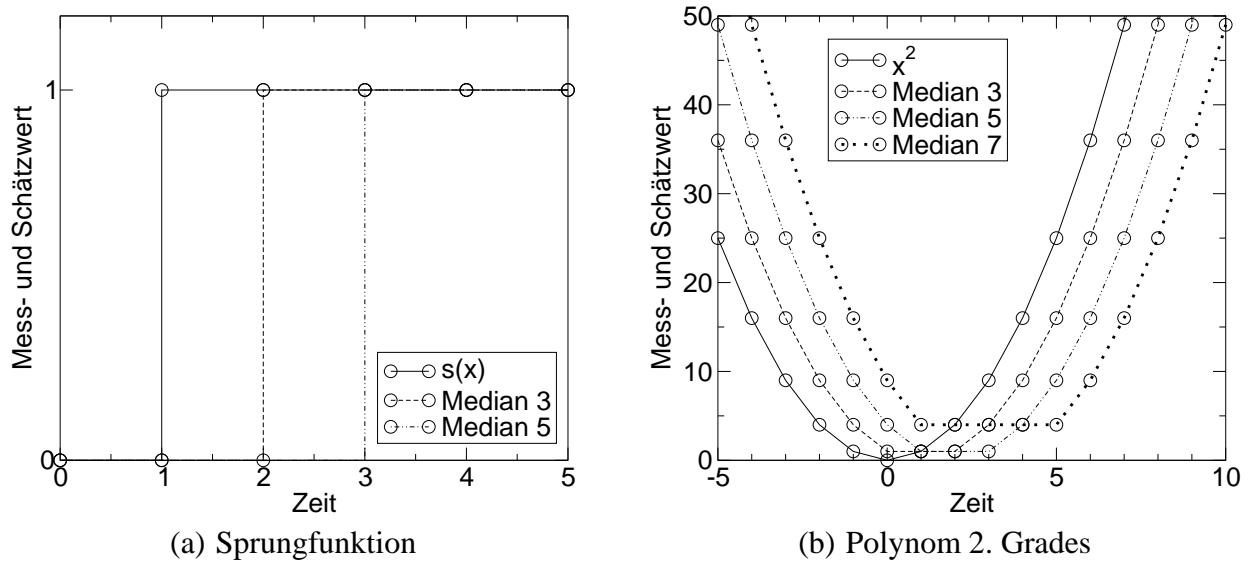 Mess- und Schätzwert
1
0
0 1 2 3 4 5
Zeit
s(x)
Median 3
Median 5
(a) Sprungfunktion
Mess- und Schätzwert
50
40
30
20
10
0
-5 0 5 10
Zeit
x²
Median 3
Median 5
Median 7
(b) Polynom 2. Grades